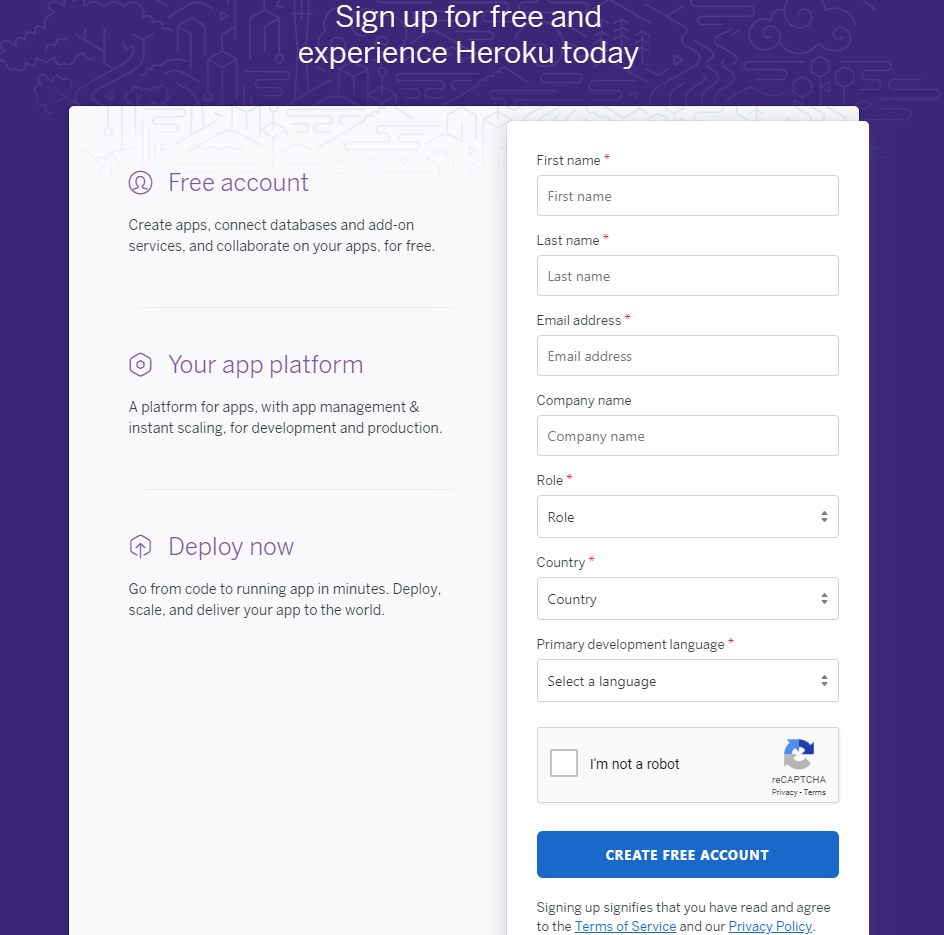 Sign up for free and
experience Heroku today
Free account
Create apps, connect databases and add-on
services, and collaborate on your apps, for free.
Your app platform
A platform for apps, with app management &
instant scaling, for development and production.
Deploy now
Go from code to running app in minutes. Deploy,
scale, and deliver your app to the world.
First name *
First name
Last name *
Last name
Email address *
Email address
Company name
Company name
Role *
Role
Country *
Country
Primary development language *
Select a language
I'm not a robot
reCAPTCHA
Privacy - Terms
CREATE FREE ACCOUNT
Signing up signifies that you have read and agree
to the Terms of Service and our Privacy Policy.